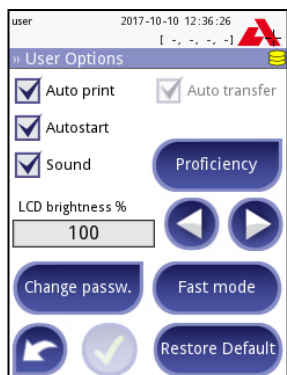 user 2017-10-10 12:36:26
[ -, -, -, -]
» User Options
Auto print Auto transfer
Autostart
Sound Proficiency
LCD brightness %
100
Change passw. Fast mode
Restore Default